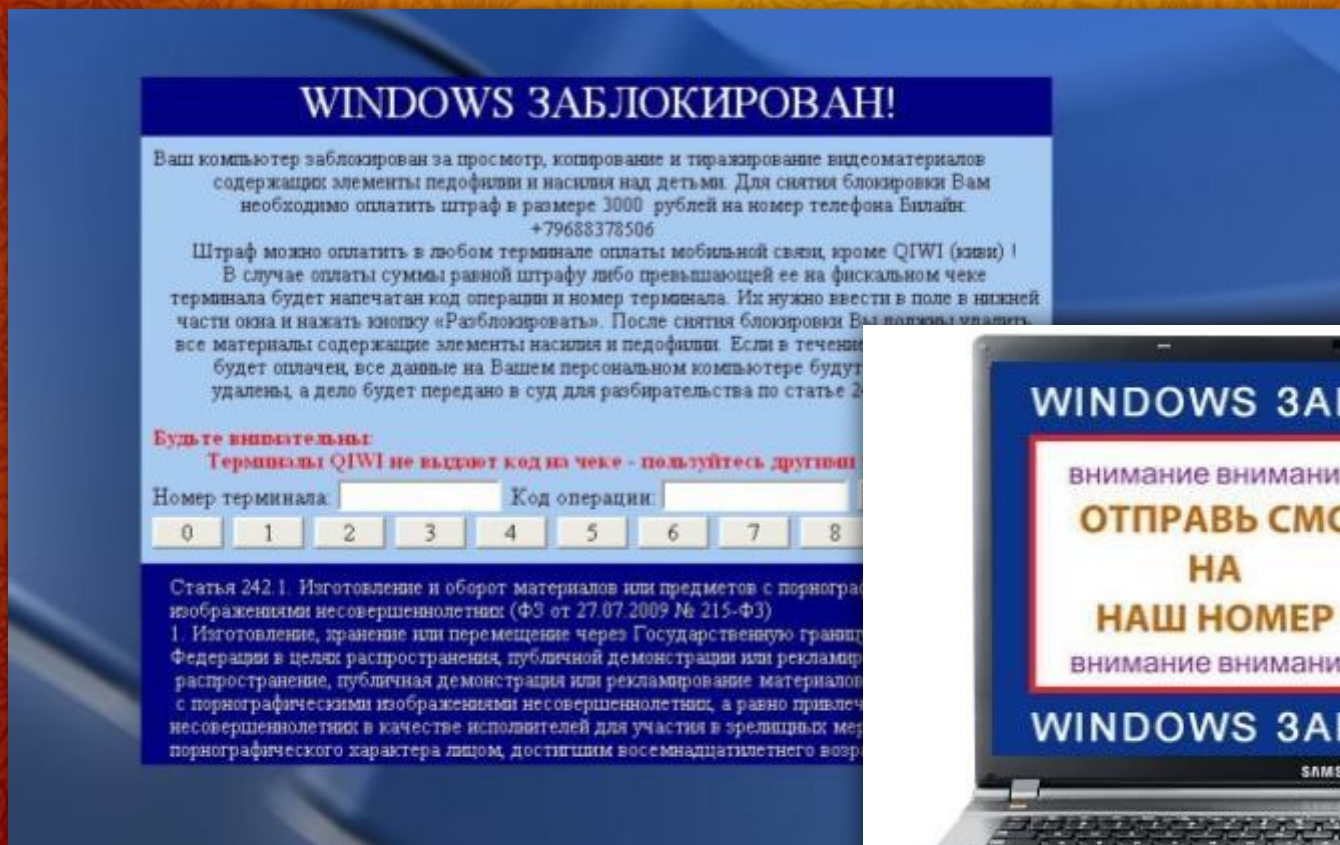 WINDOWS ЗАБЛОКИРОВАН!
Ваш компьютер заблокирован за просмотр, копирование и тиражирование видеоматериалов
содержащих элементы педофилии и насилия над детьми. Для снятия блокировки Вам
необходимо оплатить штраф в размере 3000 рублей на номер телефона Билайн:
+79688378506
Штраф можно оплатить в любом терминале оплаты мобильной связи, кроме QIWI (киви) !
В случае оплаты суммы равной штрафу либо превышающей ее на фискальном чеке
терминала будет напечатан код операции и номер терминала. Их нужно ввести в поле в нижней
части окна и нажать кнопку «Разблокировать». После снятия блокировки Вы должны удалить
все материалы содержащие элементы насилия и педофилии. Если в течение
будет оплачен, все данные на Вашем персональном компьютере будут
удалены, а дело будет передано в суд для разбирательства по статье
Будьте внимательны:
Терминалы QIWI не выдают код на чеке - пользуйтесь другими
Номер терминала: Код операции:
0 1 2 3 4 5 6 7 8
Статья 242.1. Изготовление и оборот материалов или предметов с порнограф
изображениями несовершеннолетних (ФЗ от 27.07.2009 № 215-ФЗ)
1. Изготовление, хранение или перемещение через Государственную границ
Федерации в целях распространения, публичной демонстрации или рекламир
распространение, публичная демонстрация или рекламирование материалов
с порнографическими изображениями несовершеннолетних, а равно привлеч
несовершеннолетних в качестве исполнителей для участия в зрелищных мер
порнографического характера лицом, достигшим восемнадцатилетнего возр
WINDOWS ЗАБ
внимание внимани
ОТПРАВЬ СМС
НА
НАШ НОМЕР
внимание внимани
WINDOWS ЗАБ
SAMS